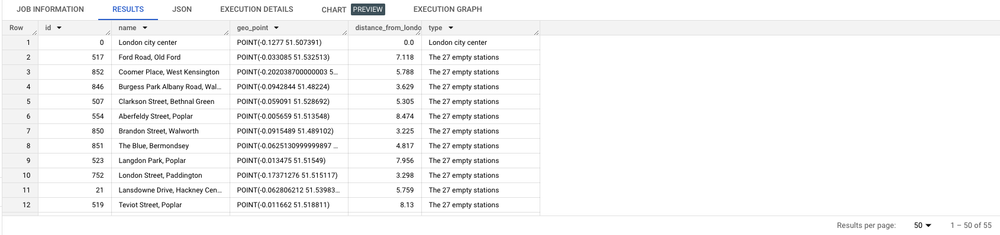 JOB INFORMATION RESULTS JSON EXECUTION DETAILS CHART PREVIEW EXECUTION GRAPH
Row id name geo_point distance_from_londo type
1 0 London city center POINT(-0.1277 51.507391) 0.0 London city center
2 517 Ford Road, Old Ford POINT(-0.033085 51.532513) 7.118 The 27 empty stations
3 852 Coomer Place, West Kensington POINT(-0.202038700000003 5... 5.788 The 27 empty stations
4 846 Burgess Park Albany Road, Wal... POINT(-0.0942844 51.48224) 3.629 The 27 empty stations
5 507 Clarkson Street, Bethnal Green POINT(-0.059091 51.528692) 5.305 The 27 empty stations
6 554 Aberfeldy Street, Poplar POINT(-0.005659 51.513548) 8.474 The 27 empty stations
7 850 Brandon Street, Walworth POINT(-0.0915489 51.489102) 3.225 The 27 empty stations
8 851 The Blue, Bermondsey POINT(-0.0625130999999897 ... 4.817 The 27 empty stations
9 523 Langdon Park, Poplar POINT(-0.013475 51.51549) 7.956 The 27 empty stations
10 752 London Street, Paddington POINT(-0.17371276 51.515117) 3.298 The 27 empty stations
11 21 Lansdowne Drive, Hackney Cen... POINT(-0.062806212 51.53983... 5.759 The 27 empty stations
12 519 Teviot Street, Poplar POINT(-0.011662 51.518811) 8.13 The 27 empty stations
Results per page: 50 1 – 50 of 55